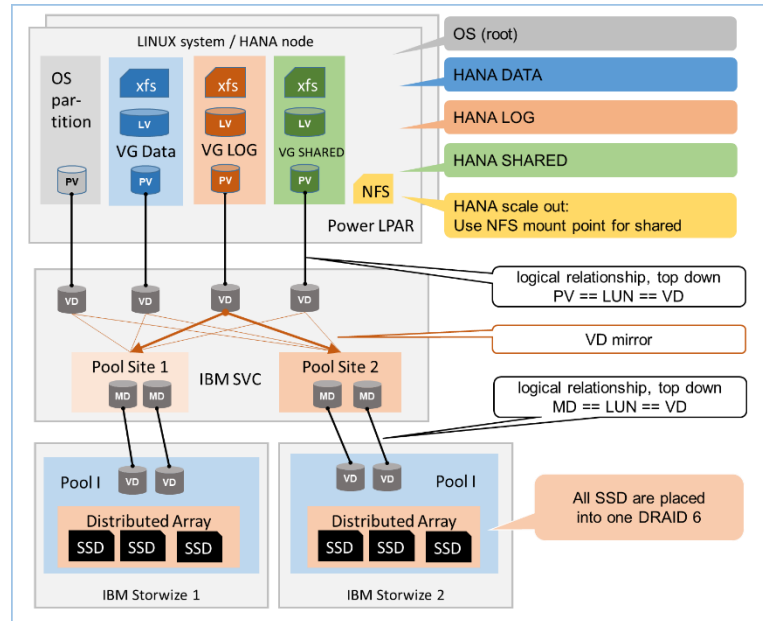 LINUX system / HANA node
OS
par-
tition
PV
xfs
LV
VG Data
PV
xfs
LV
VG LOG
PV
xfs
LV
VG SHARED
PV
NFS
Power LPAR
OS (root)
HANA DATA
HANA LOG
HANA SHARED
HANA scale out:
Use NFS mount point for shared
VD
VD
VD
VD
logical relationship, top down
PV == LUN == VD
VD mirror
Pool Site 1
MD
MD
IBM SVC
Pool Site 2
MD
MD
logical relationship, top down
MD == LUN == VD
Pool I
VD
VD
Distributed Array
SSD
SSD
SSD
IBM Storwize 1
VD
VD
Pool I
Distributed Array
SSD
SSD
SSD
IBM Storwize 2
All SSD are placed
into one DRAID 6